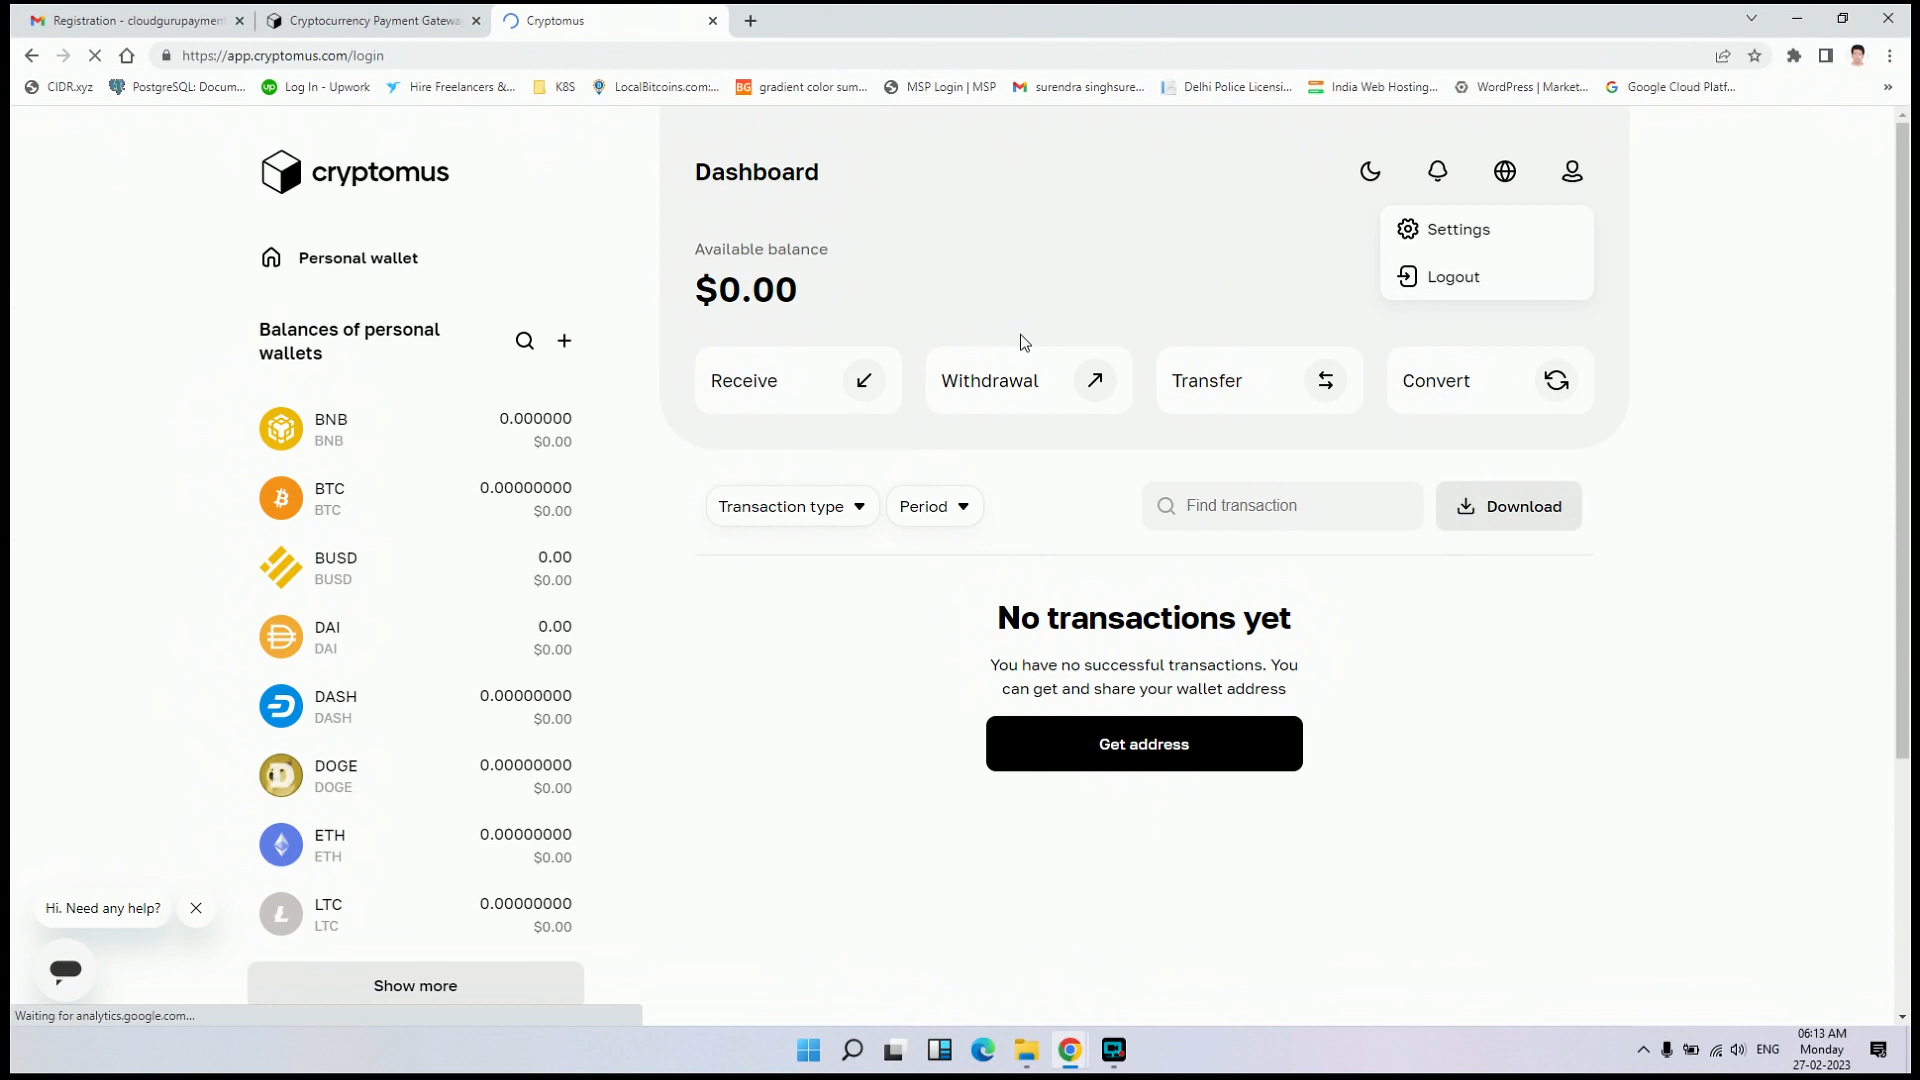 Registration - cloudgurupaymen
Cryptocurrency Payment Gatewa
Cryptomus
https://app.cryptomus.com/login
CIDR.xyz
PostgreSQL: Docum...
Log In - Upwork
Hire Freelancers &...
K8S
LocalBitcoins.com:...
BG
gradient color sum...
MSP Login | MSP
surendra singhsure...
Delhi Police Licensi...
India Web Hosting...
WordPress | Market...
Google Cloud Platf...
cryptomus
Dashboard
Settings
Logout
Personal wallet
Available balance
$0.00
Balances of personal
wallets
Receive
Withdrawal
Transfer
Convert
BNB 0.000000
BNB $0.00
BTC 0.00000000
BTC $0.00
BUSD 0.00
BUSD $0.00
DAI 0.00
DAI $0.00
DASH 0.00000000
DASH $0.00
DOGE 0.00000000
DOGE $0.00
ETH 0.00000000
ETH $0.00
LTC 0.00000000
LTC $0.00
Show more
Transaction type
Period
Find transaction
Download
No transactions yet
You have no successful transactions. You
can get and share your wallet address
Get address
Hi. Need any help?
Waiting for analytics.google.com...
ENG
06:13 AM
Monday
27-02-2023